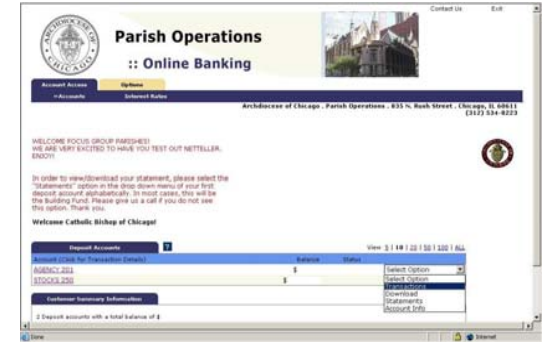 Contact Us Exit
ARCHDIOCESE OF CHICAGO
Parish Operations
:: Online Banking
Account Access Options
Accounts Interest Rates
Archdiocese of Chicago . Parish Operations . 835 N. Rush Street . Chicago, IL 60611
(312) 534-8223
WELCOME FOCUS GROUP PARISHES!!
WE ARE VERY EXCITED TO HAVE YOU TEST OUT NETTELLER.
ENJOY!
In order to view/download your statement, please select the
"Statements" option in the drop down menu of your first
deposit account alphabetically. In most cases, this will be
the Building Fund. Please give us a call if you do not see
this option. Thank you.
Welcome Catholic Bishop of Chicago!
Deposit Accounts ? View 5 | 10 | 20 | 50 | 100 | ALL
Account (Click for Transaction Details) Balance Status
AGENCY 201 $ Select Option
STOCKS 250 $ Select Option
Transactions
Download
Statements
Account Info
Customer Summary Information
2 Deposit accounts with a total balance of $
Done Internet